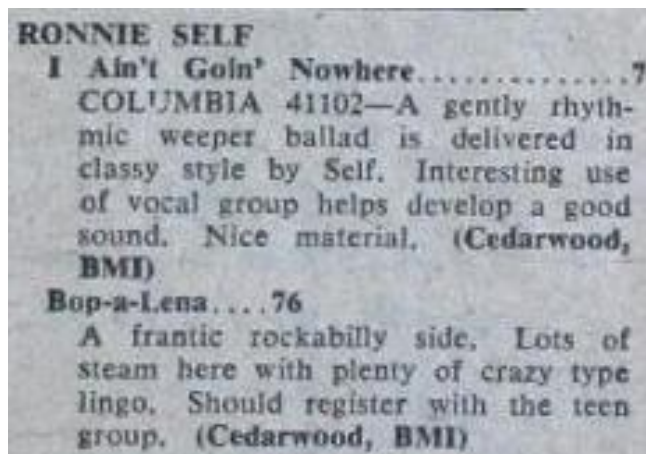 RONNIE SELF
I Ain't Goin' Nowhere..............7
COLUMBIA 41102—A gently rhyth-
mic weeper ballad is delivered in
classy style by Self. Interesting use
of vocal group helps develop a good
sound. Nice material. (Cedarwood,
BMI)
Bop-a-Lena....76
A frantic rockabilly side. Lots of
steam here with plenty of crazy type
lingo. Should register with the teen
group. (Cedarwood, BMI)